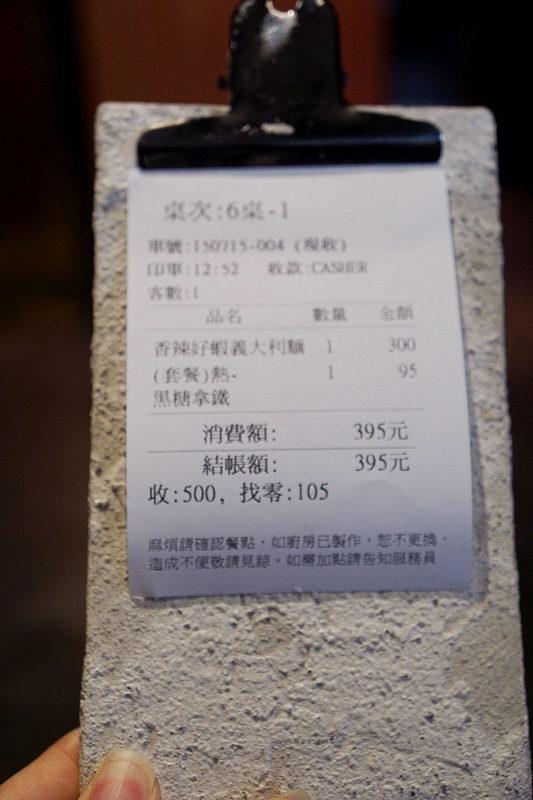 桌次:6桌-1
單號:150715-004 (現收)
印單:12:52 收款:CASHIER
客數:1
品名 數量 金額
香辣好蝦義大利麵 1 300
(套餐)熱- 1 95
黑糖拿鐵
消費額: 395元
結帳額: 395元
收:500, 找零:105
麻煩請確認餐點，如廚房已製作，恕不更換，
造成不便敬請見諒。如需加點請告知服務員